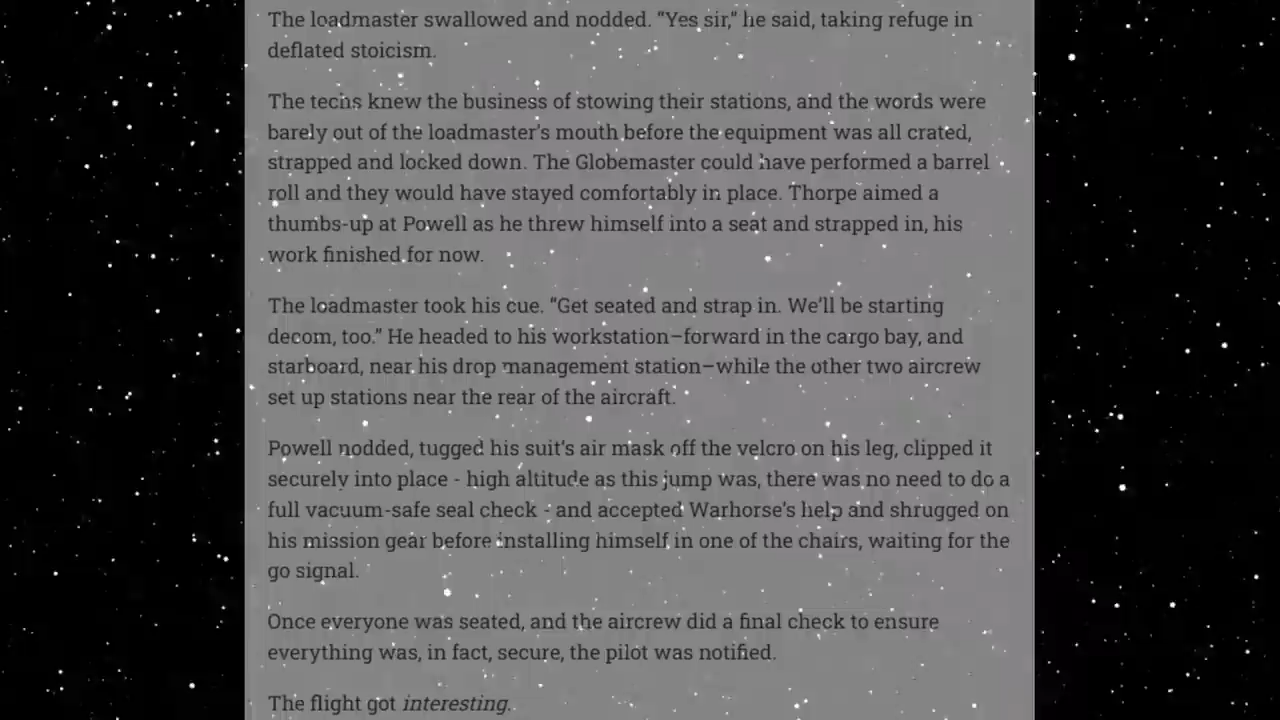 The loadmaster swallowed and nodded. “Yes sir,” he said, taking refuge in
deflated stoicism.
The techs knew the business of stowing their stations, and the words were
barely out of the loadmaster’s mouth before the equipment was all crated,
strapped and locked down. The Globemaster could have performed a barrel
roll and they would have stayed comfortably in place. Thorpe aimed a
thumbs-up at Powell as he threw himself into a seat and strapped in, his
work finished for now.
The loadmaster took his cue. “Get seated and strap in. We’ll be starting
decom, too.” He headed to his workstation–forward in the cargo bay, and
starboard, near his drop management station–while the other two aircrew
set up stations near the rear of the aircraft.
Powell nodded, tugged his suit’s air mask off the velcro on his leg, clipped it
securely into place - high altitude as this jump was, there was no need to do a
full vacuum-safe seal check - and accepted Warhorse’s help and shrugged on
his mission gear before installing himself in one of the chairs, waiting for the
go signal.
Once everyone was seated, and the aircrew did a final check to ensure
everything was, in fact, secure, the pilot was notified.
The flight got interesting.